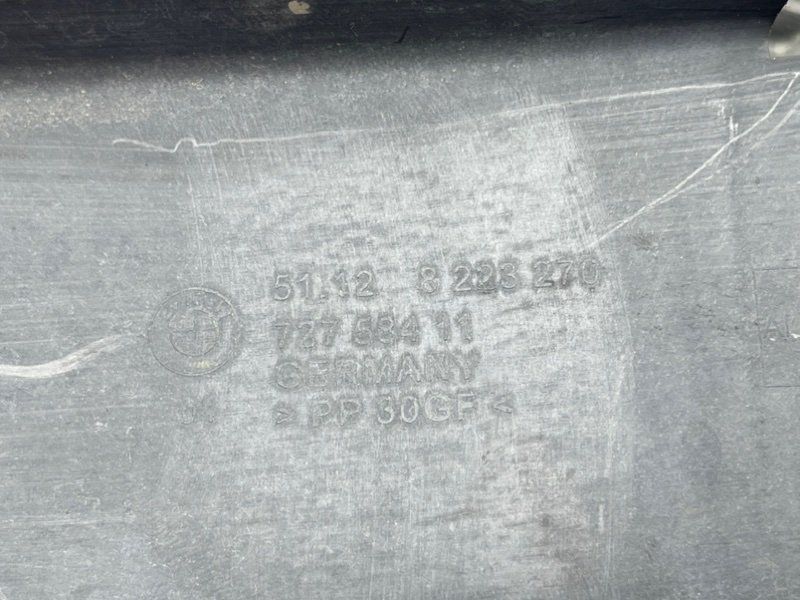 51.12 8 223 270
727 584 11
GERMANY
> PP 30GF <